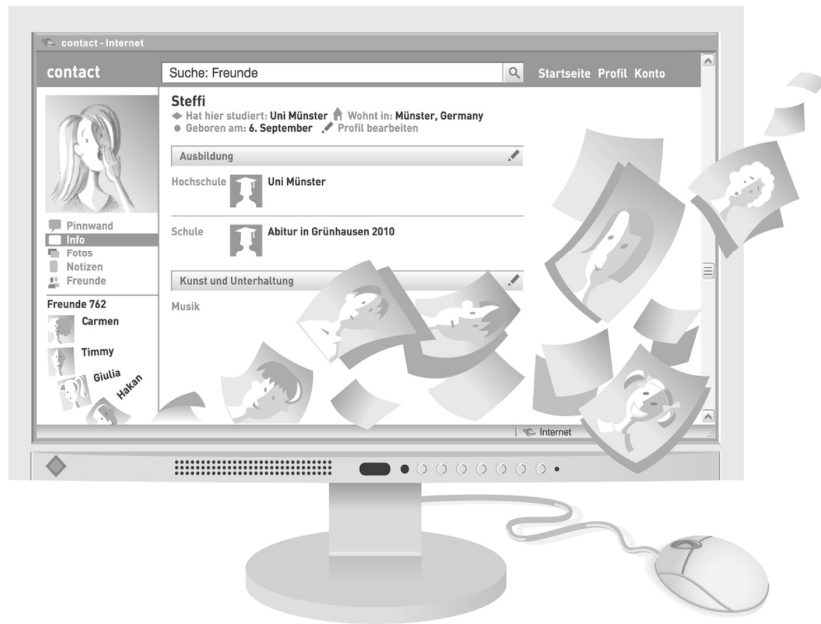 contact - Internet
contact
Suche: Freunde
Startseite Profil Konto
Steffi
Hat hier studiert: Uni Münster Wohnt in: Münster, Germany
Geboren am: 6. September Profil bearbeiten
Ausbildung
Hochschule Uni Münster
Schule Abitur in Grünhausen 2010
Kunst und Unterhaltung
Musik
Pinnwand
Info
Fotos
Notizen
Freunde
Freunde 762
Carmen
Timmy
Giulia
Hakan
Internet